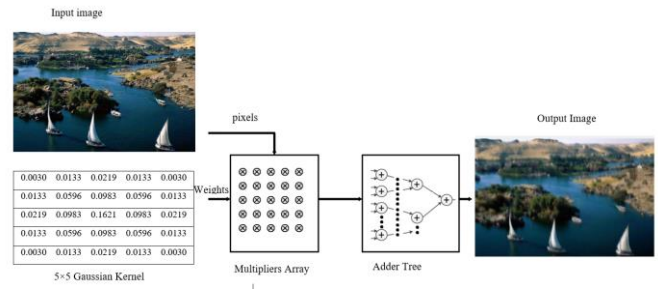 Input image
pixels
Output Image
0.0030 0.0133 0.0219 0.0133 0.0030
0.0133 0.0596 0.0983 0.0596 0.0133
0.0219 0.0983 0.1621 0.0983 0.0219
0.0133 0.0596 0.0983 0.0596 0.0133
0.0030 0.0133 0.0219 0.0133 0.0030
Weights
5×5 Gaussian Kernel
Multipliers Array
Adder Tree